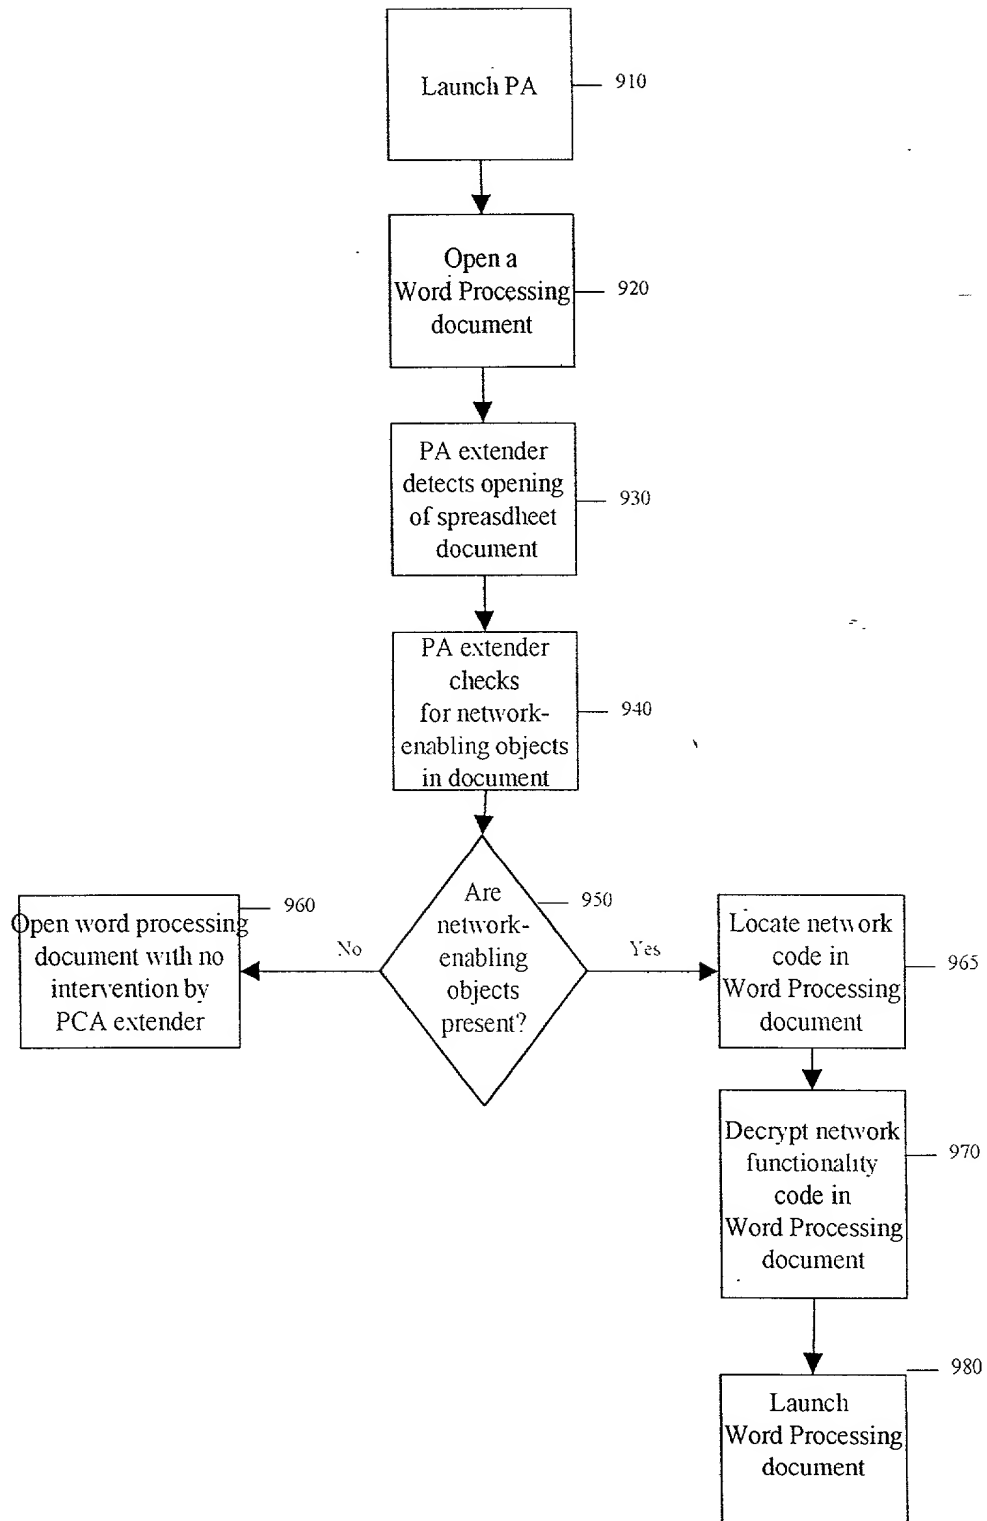 Launch PA
910
Open a
Word Processing
document
920
PA extender
detects opening
of spreasdheet
document
930
PA extender
checks
for network-
enabling objects
in document
940
Are
network-
enabling
objects
present?
950
No
Yes
Open word processing
document with no
intervention by
PCA extender
960
Locate network
code in
Word Processing
document
965
Decrypt network
functionality
code in
Word Processing
document
970
Launch
Word Processing
document
980